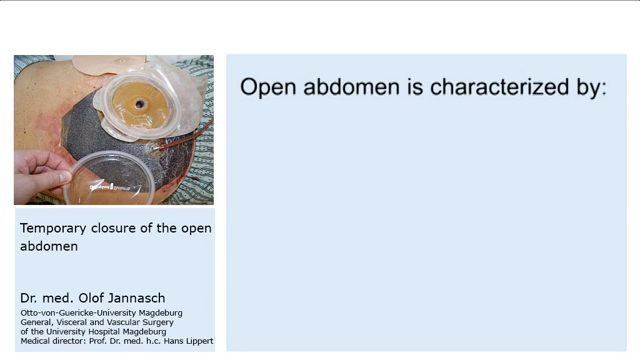 Open abdomen is characterized by:
Temporary closure of the open
abdomen
Dr. med. Olof Jannasch
Otto-von-Guericke-University Magdeburg
General, Visceral and Vascular Surgery
of the University Hospital Magdeburg
Medical director: Prof. Dr. med. h.c. Hans Lippert